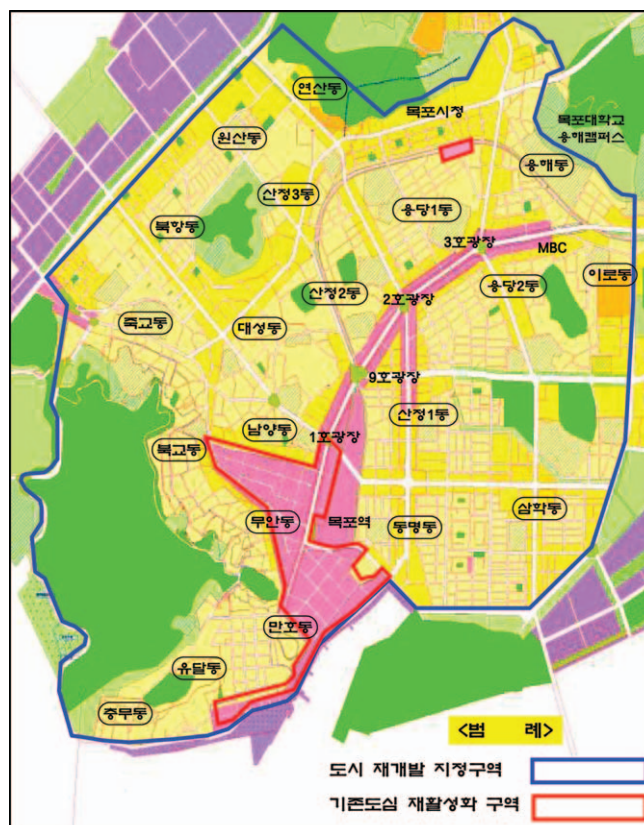 연산동
목포시청
목포대학교
용해캠퍼스
원산동
용해동
산정3동
용당1동
북항동
3호광장
MBC
이로동
용당2동
산정2동
2호광장
죽교동
대성동
9호광장
산정1동
남양동
1호광장
북교동
무안동
목포역
동명동
삼학동
만호동
유달동
충무동
<범 례>
도시 재개발 지정구역
기존도심 재활성화 구역